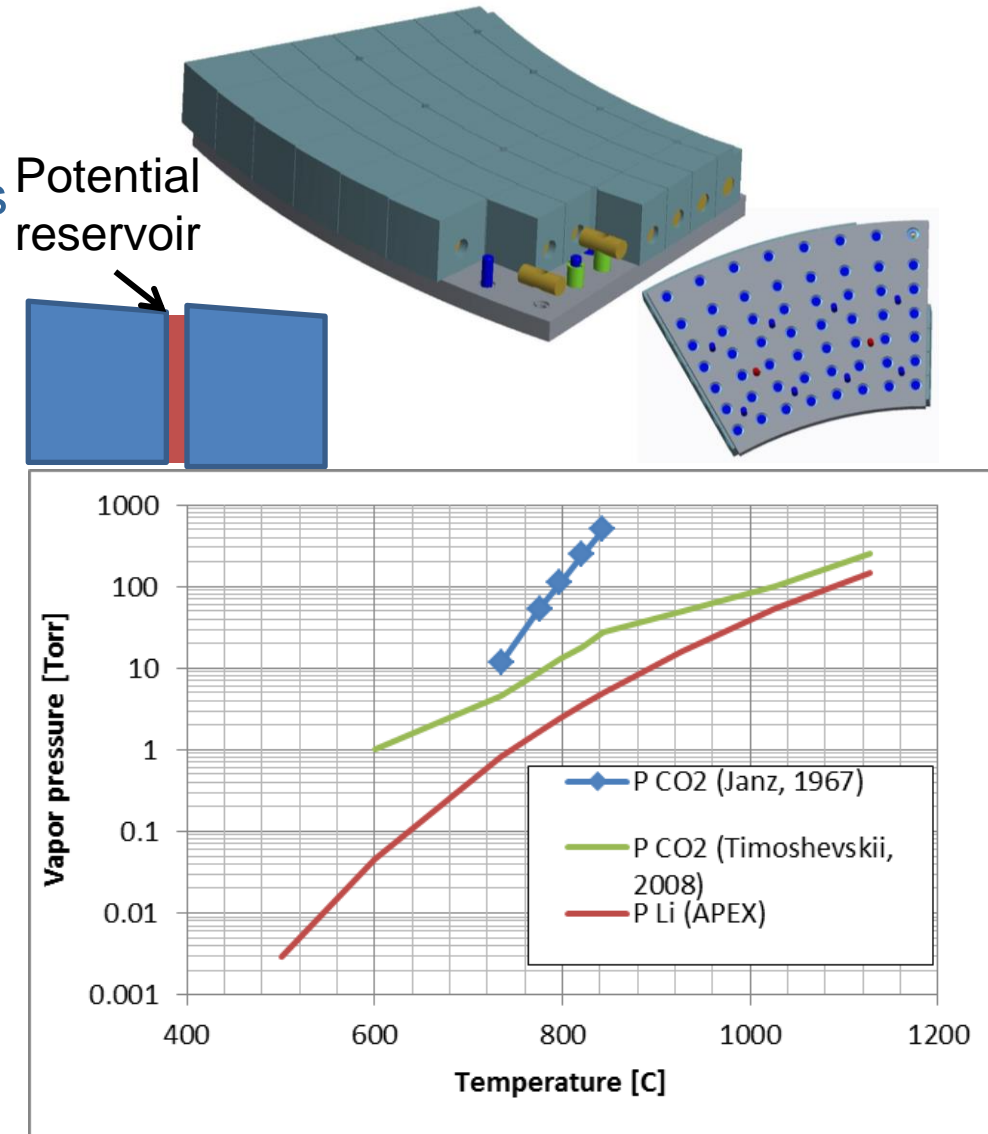 s
Potential
reservoir
1000
100
10
1
0.1
0.01
0.001
Vapor pressure [Torr]
P CO2 (Janz, 1967)
P CO2 (Timoshevskii,
2008)
P Li (APEX)
400 600 800 1000 1200
Temperature [C]